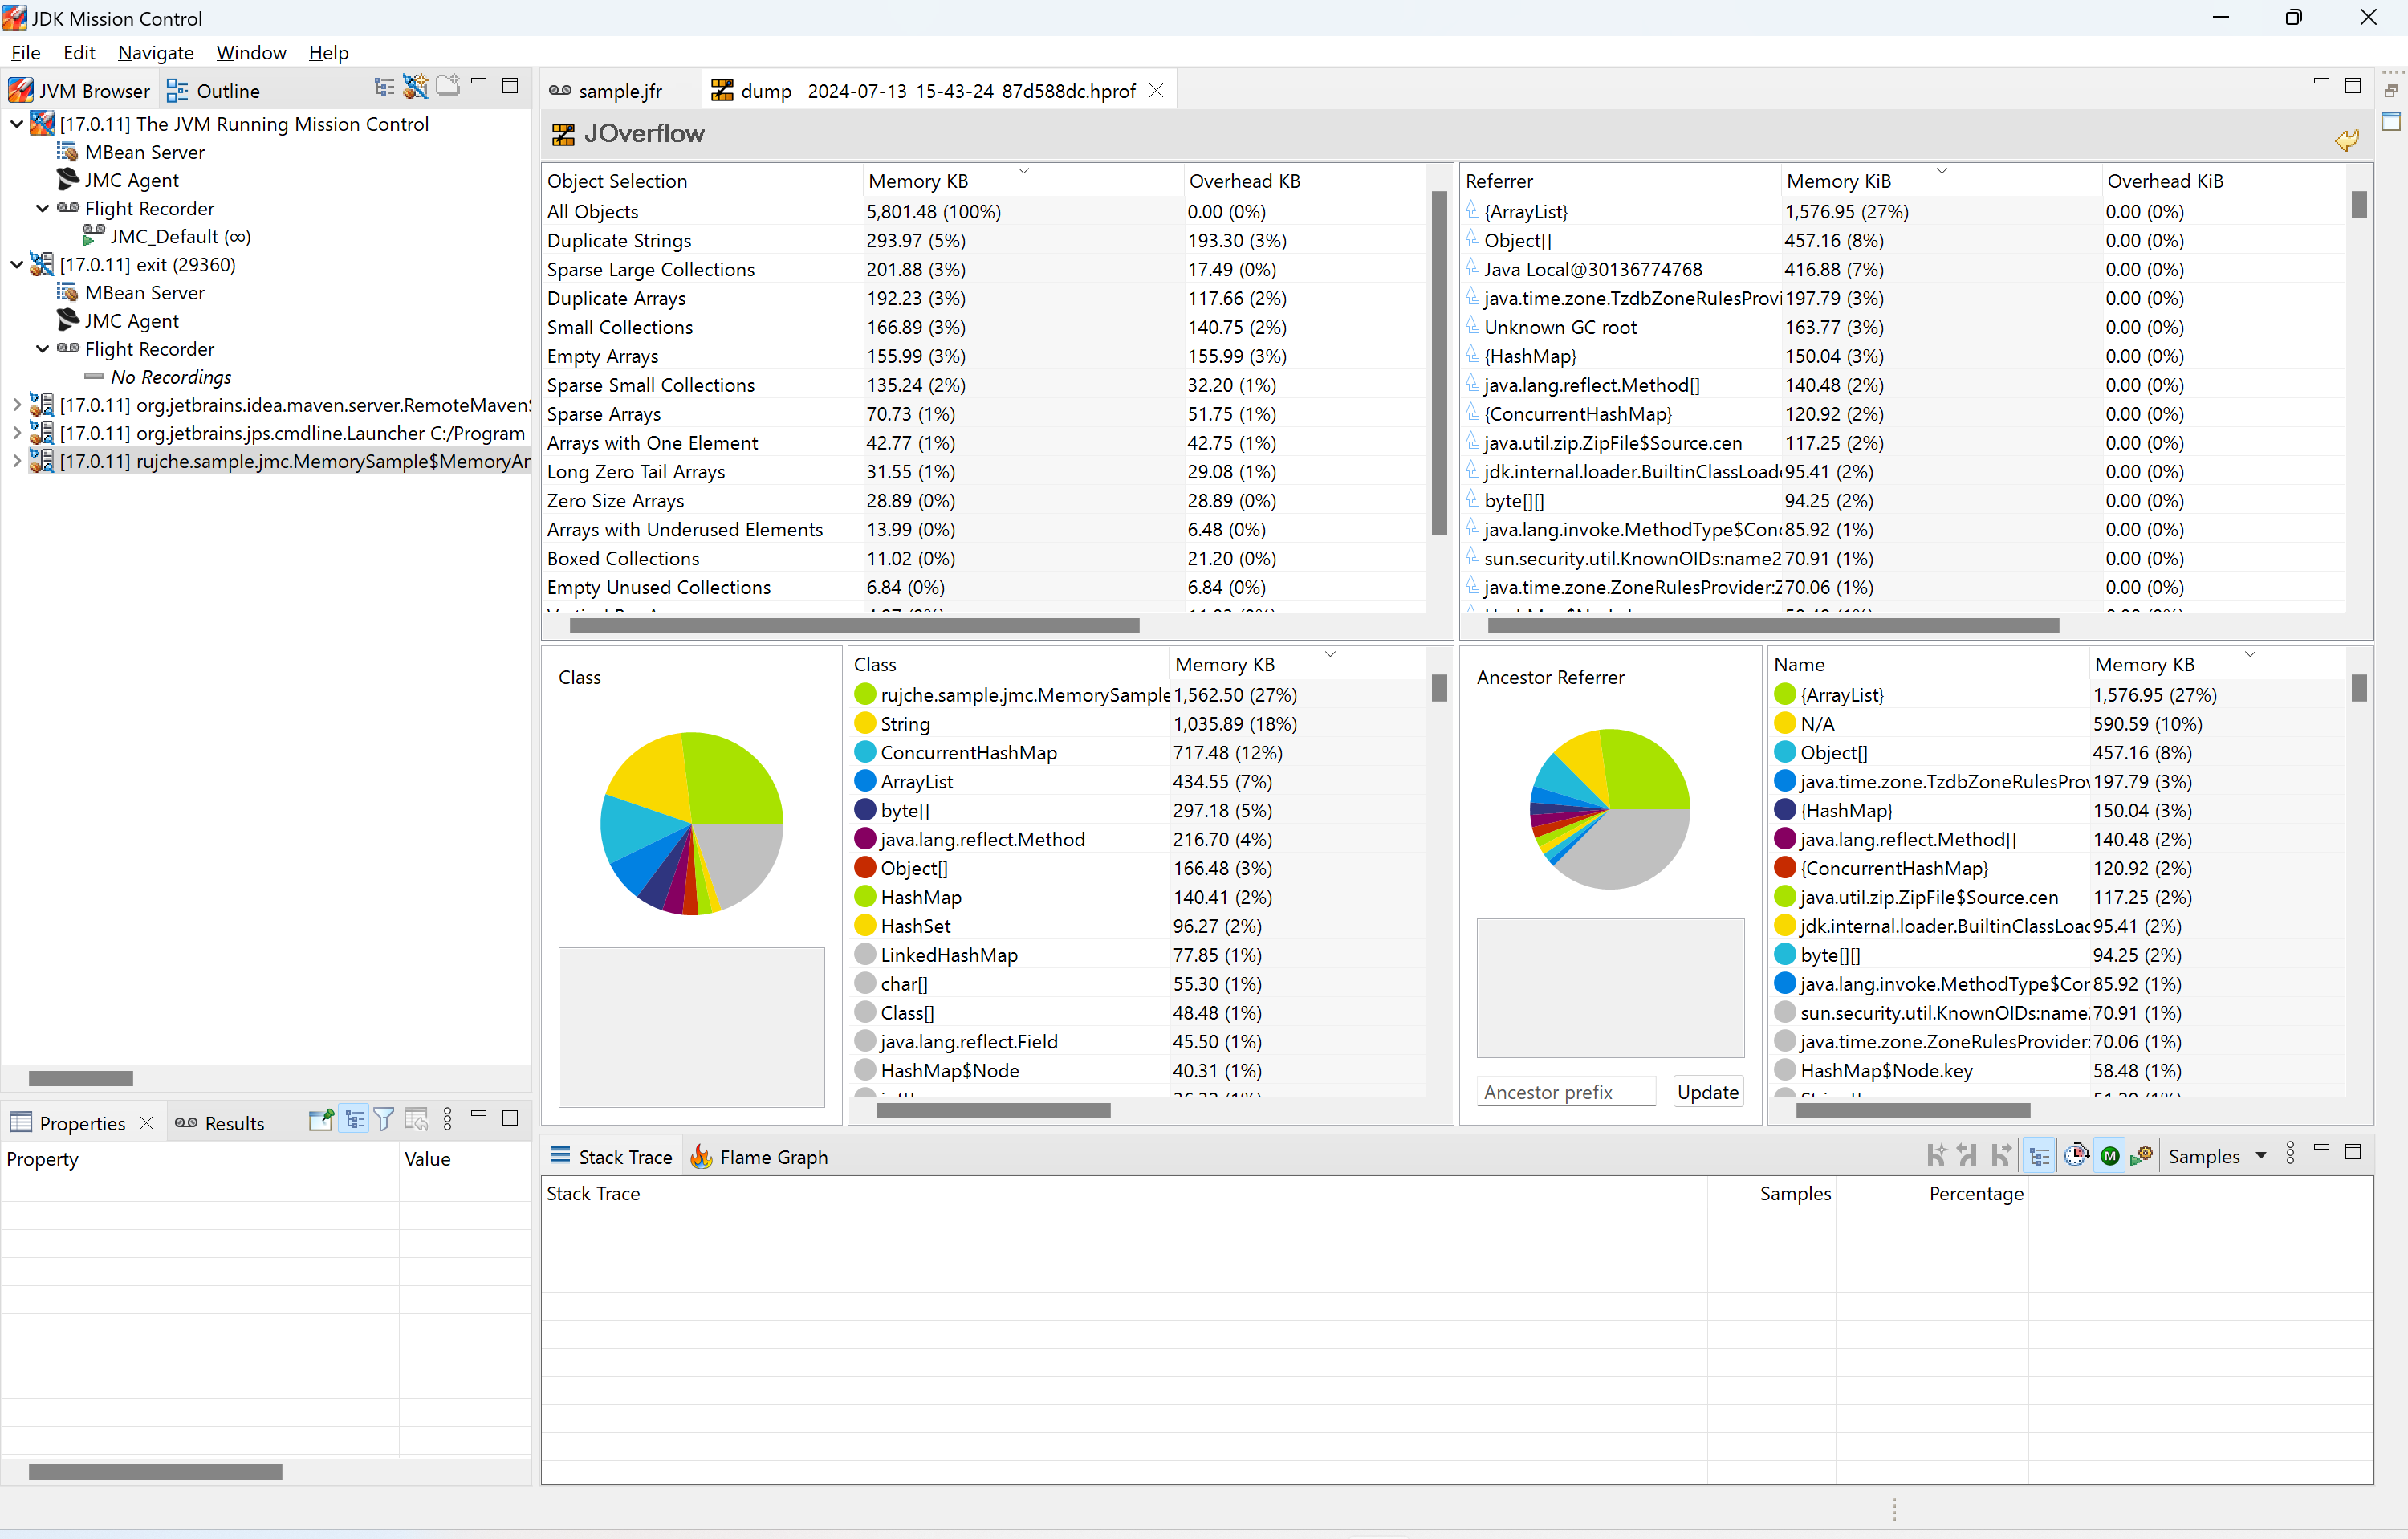 JDK Mission Control
File Edit Navigate Window Help
JVM Browser Outline
[17.0.11] The JVM Running Mission Control
MBean Server
JMC Agent
Flight Recorder
JMC_Default (∞)
[17.0.11] exit (29360)
MBean Server
JMC Agent
Flight Recorder
No Recordings
[17.0.11] org.jetbrains.idea.maven.server.RemoteMaven
[17.0.11] org.jetbrains.jps.cmdline.Launcher C:/Program
[17.0.11] rujche.sample.jmc.MemorySample$MemoryAr
Properties Results
Property Value
sample.jfr dump__2024-07-13_15-43-24_87d588dc.hprof
JOverflow
Object Selection Memory KB Overhead KB
All Objects 5,801.48 (100%) 0.00 (0%)
Duplicate Strings 293.97 (5%) 193.30 (3%)
Sparse Large Collections 201.88 (3%) 17.49 (0%)
Duplicate Arrays 192.23 (3%) 117.66 (2%)
Small Collections 166.89 (3%) 140.75 (2%)
Empty Arrays 155.99 (3%) 155.99 (3%)
Sparse Small Collections 135.24 (2%) 32.20 (1%)
Sparse Arrays 70.73 (1%) 51.75 (1%)
Arrays with One Element 42.77 (1%) 42.75 (1%)
Long Zero Tail Arrays 31.55 (1%) 29.08 (1%)
Zero Size Arrays 28.89 (0%) 28.89 (0%)
Arrays with Underused Elements 13.99 (0%) 6.48 (0%)
Boxed Collections 11.02 (0%) 21.20 (0%)
Empty Unused Collections 6.84 (0%) 6.84 (0%)
Referrer Memory KiB Overhead KiB
{ArrayList} 1,576.95 (27%) 0.00 (0%)
Object[] 457.16 (8%) 0.00 (0%)
Java Local@30136774768 416.88 (7%) 0.00 (0%)
java.time.zone.TzdbZoneRulesProvi 197.79 (3%) 0.00 (0%)
Unknown GC root 163.77 (3%) 0.00 (0%)
{HashMap} 150.04 (3%) 0.00 (0%)
java.lang.reflect.Method[] 140.48 (2%) 0.00 (0%)
{ConcurrentHashMap} 120.92 (2%) 0.00 (0%)
java.util.zip.ZipFile$Source.cen 117.25 (2%) 0.00 (0%)
jdk.internal.loader.BuiltinClassLoad 95.41 (2%) 0.00 (0%)
byte[][] 94.25 (2%) 0.00 (0%)
java.lang.invoke.MethodType$Conc 85.92 (1%) 0.00 (0%)
sun.security.util.KnownOIDs:name2 70.91 (1%) 0.00 (0%)
java.time.zone.ZoneRulesProvider:Z 70.06 (1%) 0.00 (0%)
Class
Class Memory KB
rujche.sample.jmc.MemorySample 1,562.50 (27%)
String 1,035.89 (18%)
ConcurrentHashMap 717.48 (12%)
ArrayList 434.55 (7%)
byte[] 297.18 (5%)
java.lang.reflect.Method 216.70 (4%)
Object[] 166.48 (3%)
HashMap 140.41 (2%)
HashSet 96.27 (2%)
LinkedHashMap 77.85 (1%)
char[] 55.30 (1%)
Class[] 48.48 (1%)
java.lang.reflect.Field 45.50 (1%)
HashMap$Node 40.31 (1%)
Ancestor Referrer
Ancestor prefix Update
Name Memory KB
{ArrayList} 1,576.95 (27%)
N/A 590.59 (10%)
Object[] 457.16 (8%)
java.time.zone.TzdbZoneRulesProv 197.79 (3%)
{HashMap} 150.04 (3%)
java.lang.reflect.Method[] 140.48 (2%)
{ConcurrentHashMap} 120.92 (2%)
java.util.zip.ZipFile$Source.cen 117.25 (2%)
jdk.internal.loader.BuiltinClassLoad 95.41 (2%)
byte[][] 94.25 (2%)
java.lang.invoke.MethodType$Con 85.92 (1%)
sun.security.util.KnownOIDs:name 70.91 (1%)
java.time.zone.ZoneRulesProvider: 70.06 (1%)
HashMap$Node.key 58.48 (1%)
Stack Trace Flame Graph Samples
Stack Trace Samples Percentage